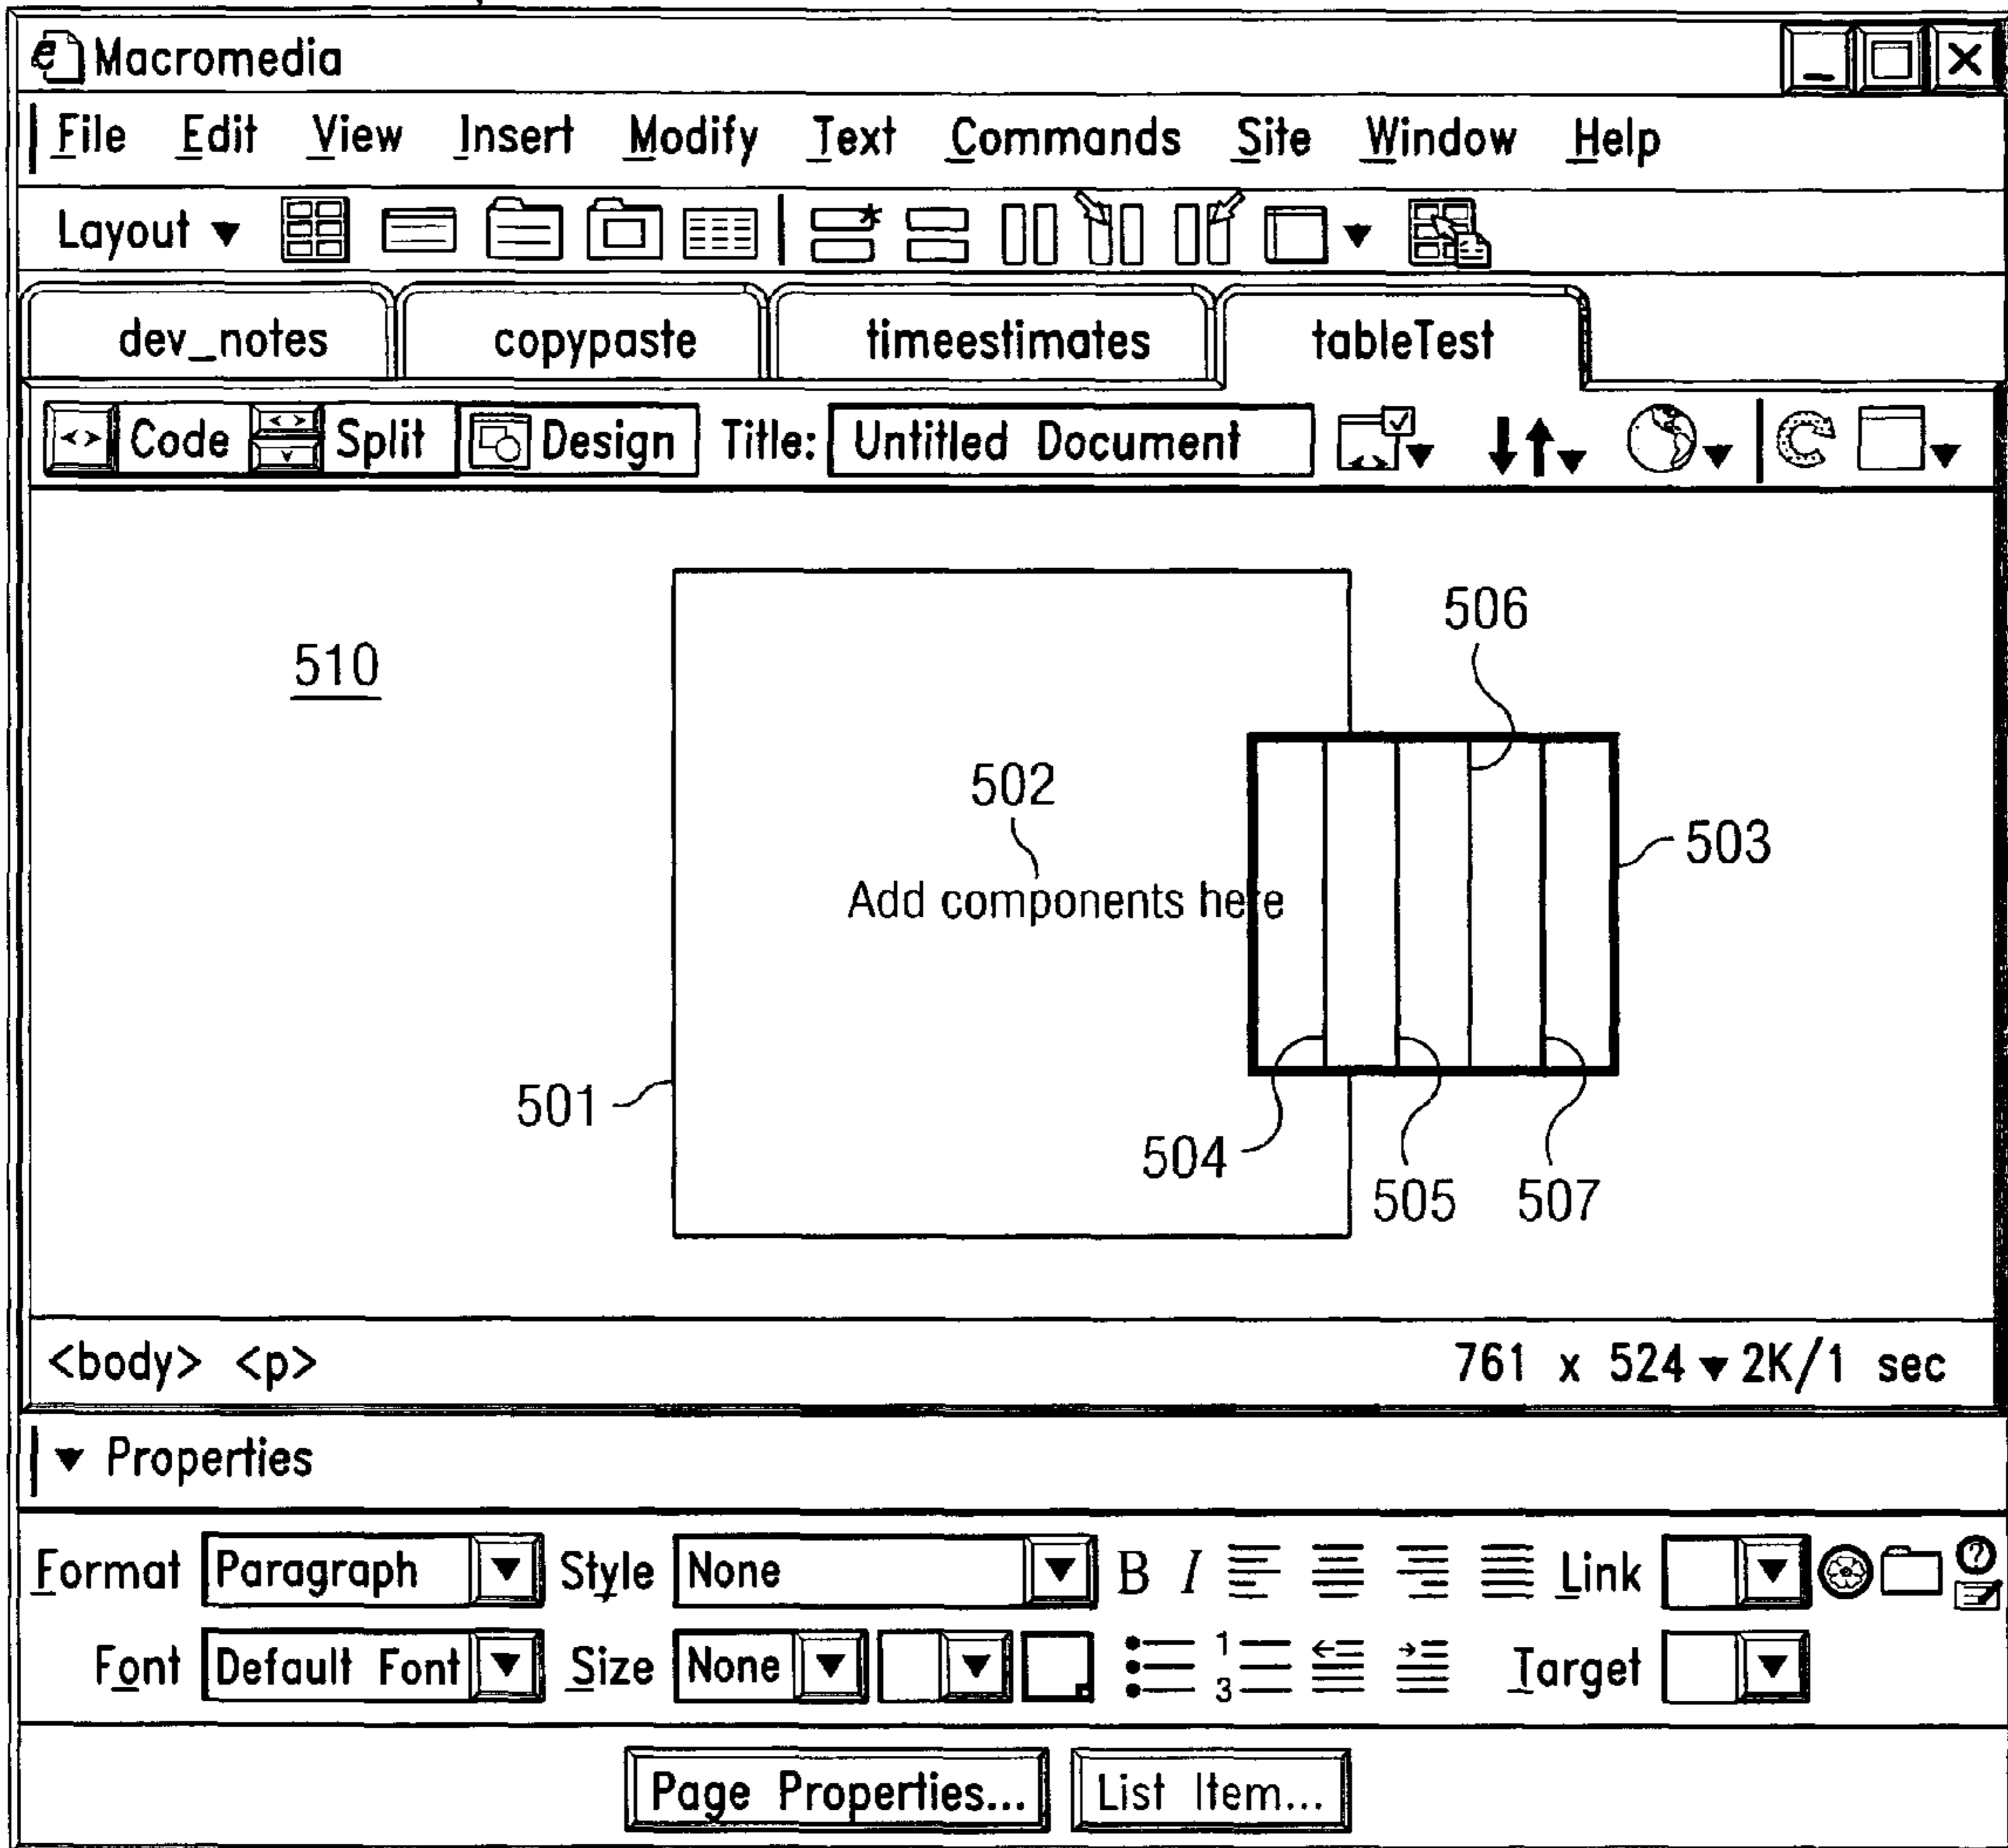 Macromedia
File Edit View Insert Modify Text Commands Site Window Help
Layout
dev_notes copypaste timeestimates tableTest
Code Split Design Title: Untitled Document
506
510
502
503
Add components here
501
504
505 507
<body> <p> 761 x 524 2K/1 sec
Properties
Format Paragraph Style None B I Link
Font Default Font Size None 1 3 Target
Page Properties... List Item...